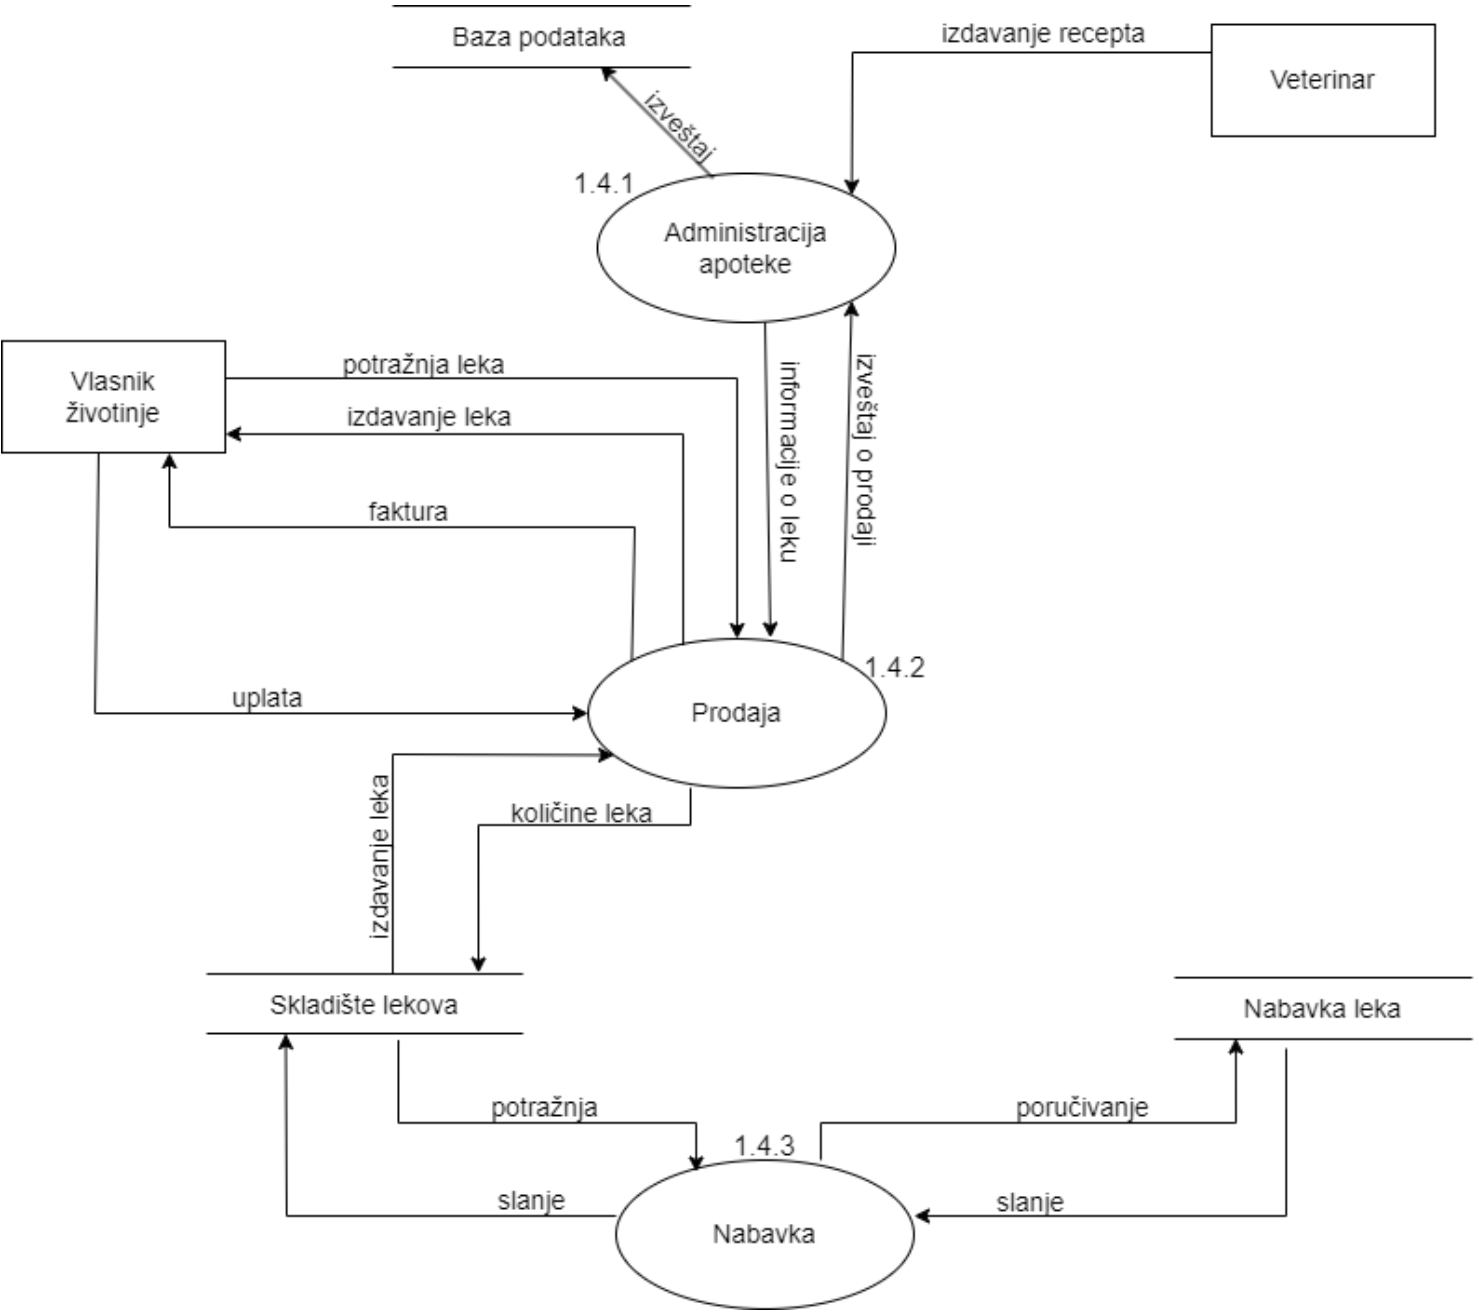 Baza podataka
izdavanje recepta
Veterinar
izveštaj
1.4.1
Administracija
apoteke
Vlasnik
životinje
potražnja leka
izdavanje leka
faktura
informacije o leku
izveštaj o prodaji
1.4.2
uplata
Prodaja
izdavanje leka
količine leka
Skladište lekova
Nabavka leka
potražnja
poručivanje
1.4.3
slanje
slanje
Nabavka